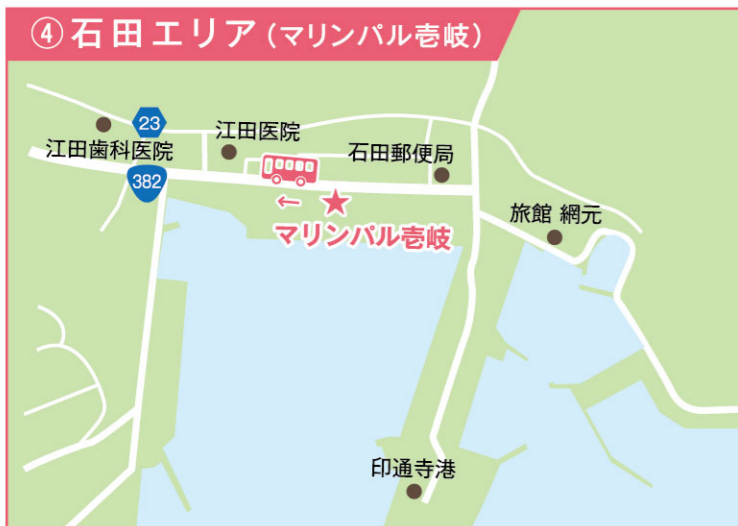 ④石田エリア(マリンパル壱岐)
23
江田医院
江田歯科医院
石田郵便局
382
←
旅館 網元
マリンパル壱岐
印通寺港